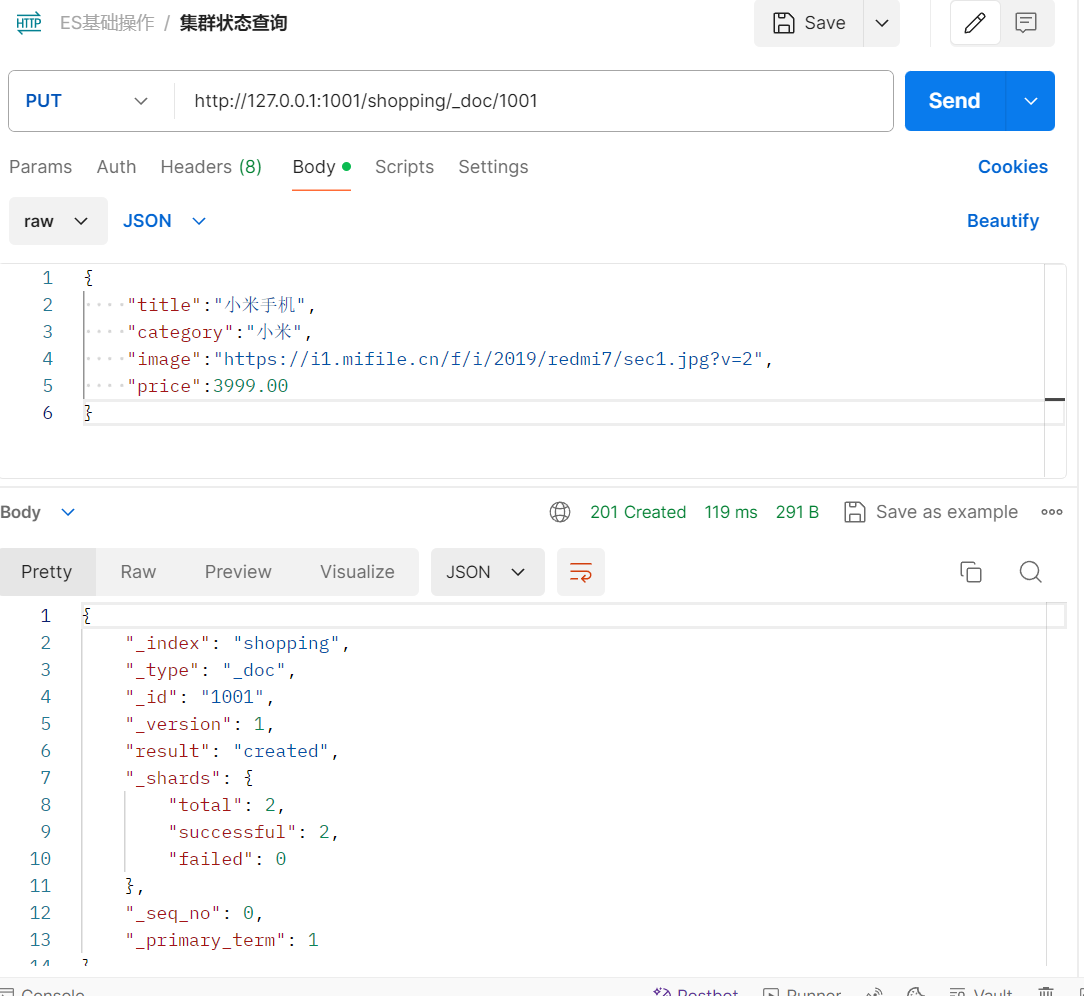 HTTP ES基础操作 / 集群状态查询 Save
PUT http://127.0.0.1:1001/shopping/_doc/1001 Send
Params Auth Headers (8) Body Scripts Settings Cookies
raw JSON Beautify
1 {
2 "title":"小米手机",
3 "category":"小米",
4 "image":"https://i1.mifile.cn/f/i/2019/redmi7/sec1.jpg?v=2",
5 "price":3999.00
6 }
Body 201 Created 119 ms 291 B Save as example
Pretty Raw Preview Visualize JSON
1 {
2 "_index": "shopping",
3 "_type": "_doc",
4 "_id": "1001",
5 "_version": 1,
6 "result": "created",
7 "_shards": {
8 "total": 2,
9 "successful": 2,
10 "failed": 0
11 },
12 "_seq_no": 0,
13 "_primary_term": 1
14 }
Console Postbot Runner Vault